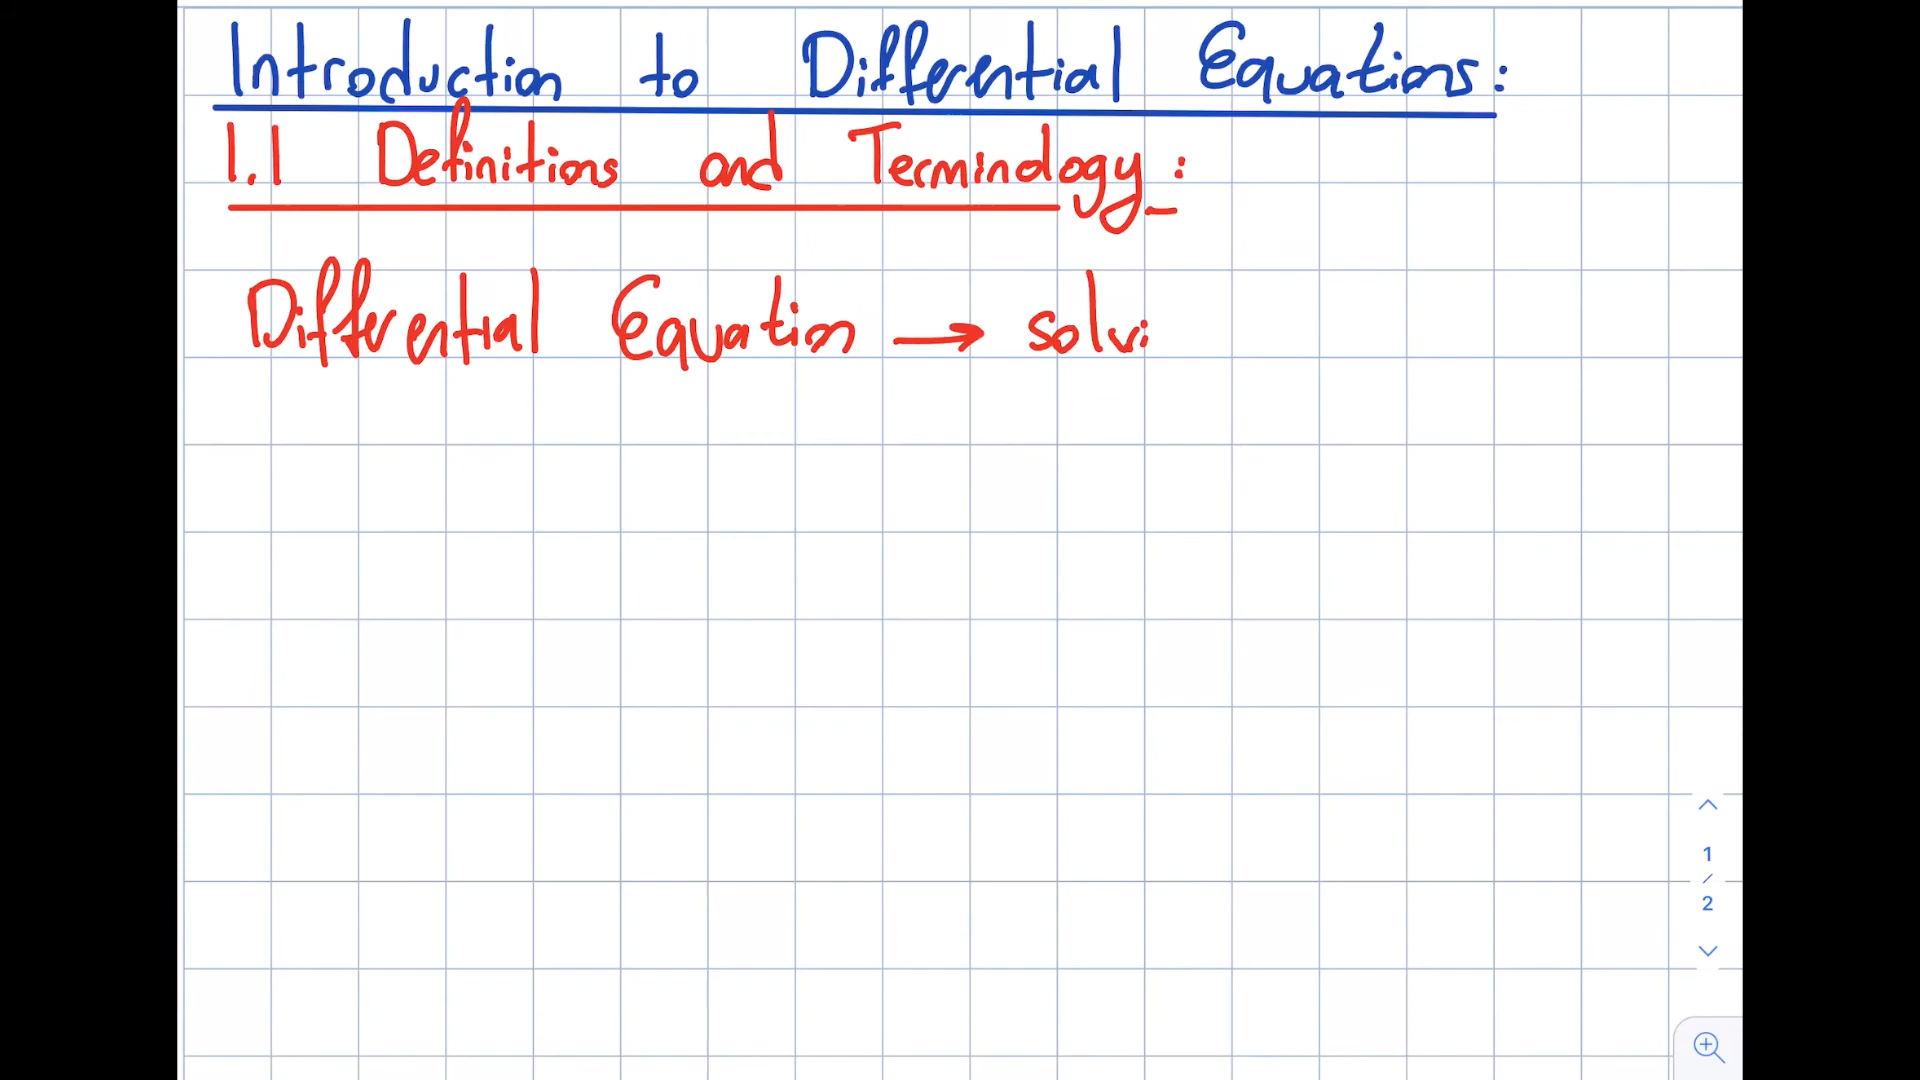 Introduction to Differential Equations:
1.1 Definitions and Terminology:
Differential Equation → solvi
1
/
2